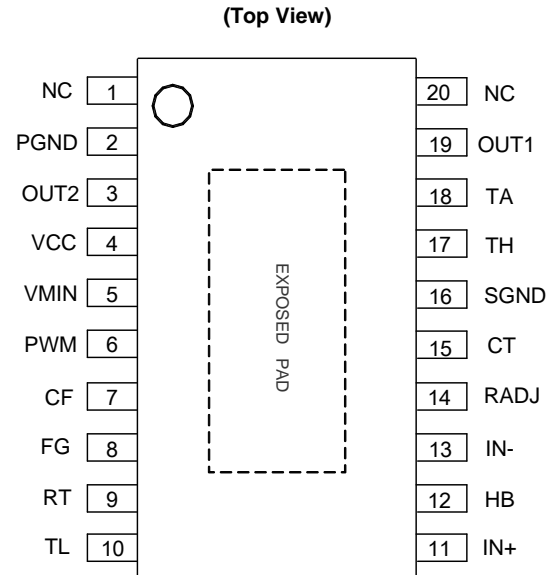 (Top View)
NC 1 20 NC
PGND 2 19 OUT1
OUT2 3 18 TA
VCC 4 17 TH
VMIN 5 16 SGND
PWM 6 15 CT
CF 7 14 RADJ
FG 8 13 IN-
RT 9 12 HB
TL 10 11 IN+
EXPOSED PAD